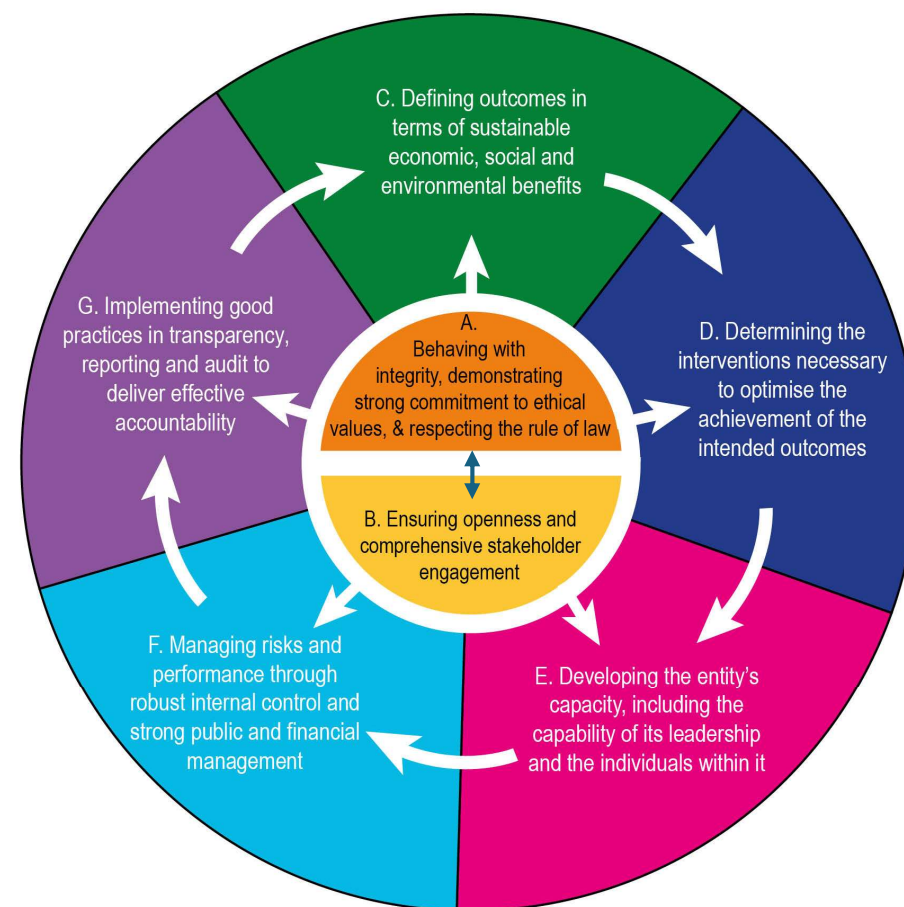 C. Defining outcomes in
terms of sustainable
economic, social and
environmental benefits
G. Implementing good
practices in transparency,
reporting and audit to
deliver effective
accountability
A.
Behaving with
integrity, demonstrating
strong commitment to ethical
values, & respecting the rule of law
D. Determining the
interventions necessary
to optimise the
achievement of the
intended outcomes
B. Ensuring openness and
comprehensive stakeholder
engagement
F. Managing risks and
performance through
robust internal control and
strong public and financial
management
E. Developing the entity’s
capacity, including the
capability of its leadership
and the individuals within it